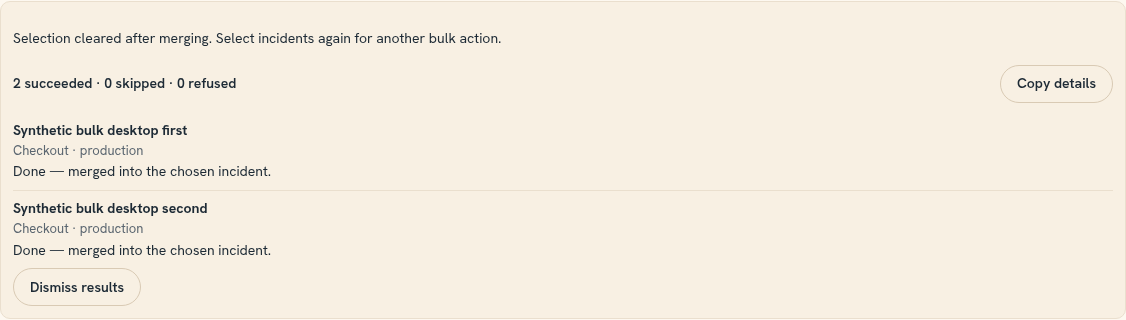 Selection cleared after merging. Select incidents again for another bulk action.
2 succeeded · 0 skipped · 0 refused
Copy details
Synthetic bulk desktop first
Checkout · production
Done — merged into the chosen incident.
Synthetic bulk desktop second
Checkout · production
Done — merged into the chosen incident.
Dismiss results